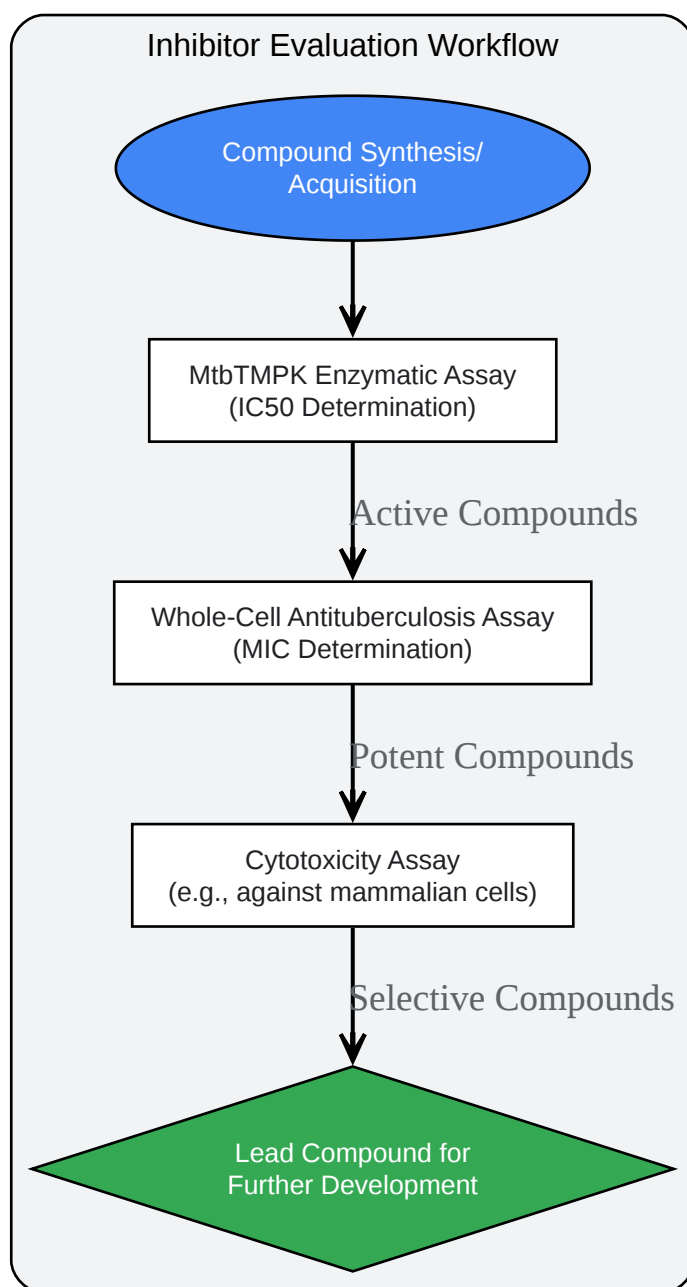 Inhibitor Evaluation Workflow
Compound Synthesis/
Acquisition
MtbTMPK Enzymatic Assay
(IC50 Determination)
Active Compounds
Whole-Cell Antituberculosis Assay
(MIC Determination)
Potent Compounds
Cytotoxicity Assay
(e.g., against mammalian cells)
Selective Compounds
Lead Compound for
Further Development